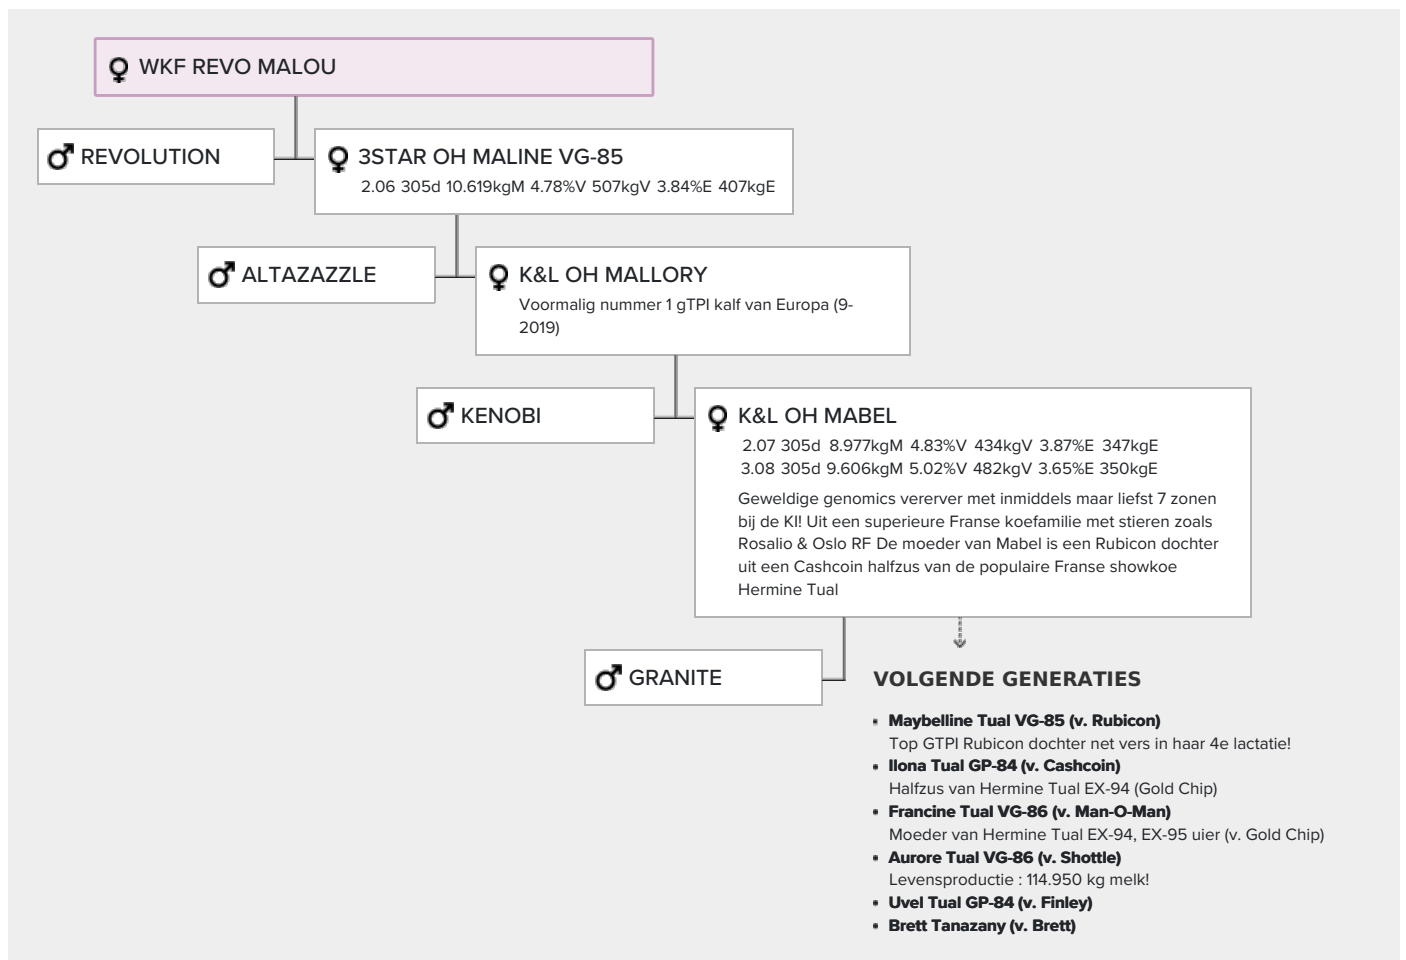 WKF REVO MALOU
REVOLUTION
3STAR OH MALINE VG-85
2.06 305d 10.619kgM 4.78%V 507kgV 3.84%E 407kgE
ALTAZAZZLE
K&L OH MALLORY
Voormalig nummer 1 gTPI kalf van Europa (9-
2019)
KENOBI
K&L OH MABEL
2.07 305d 8.977kgM 4.83%V 434kgV 3.87%E 347kgE
3.08 305d 9.606kgM 5.02%V 482kgV 3.65%E 350kgE
Geweldige genomics vererver met inmiddels maar liefst 7 zonen
bij de KI! Uit een superieure Franse koefamilie met stieren zoals
Rosalio & Oslo RF De moeder van Mabel is een Rubicon dochter
uit een Cashcoin halfzus van de populaire Franse showkoe
Hermine Tual
GRANITE
VOLGENDE GENERATIES
Maybelline Tual VG-85 (v. Rubicon)
Top GTPI Rubicon dochter net vers in haar 4e lactatie!
Ilona Tual GP-84 (v. Cashcoin)
Halfzus van Hermine Tual EX-94 (Gold Chip)
Francine Tual VG-86 (v. Man-O-Man)
Moeder van Hermine Tual EX-94, EX-95 uier (v. Gold Chip)
Aurore Tual VG-86 (v. Shottle)
Levensproductie : 114.950 kg melk!
Uvel Tual GP-84 (v. Finley)
Brett Tanazany (v. Brett)